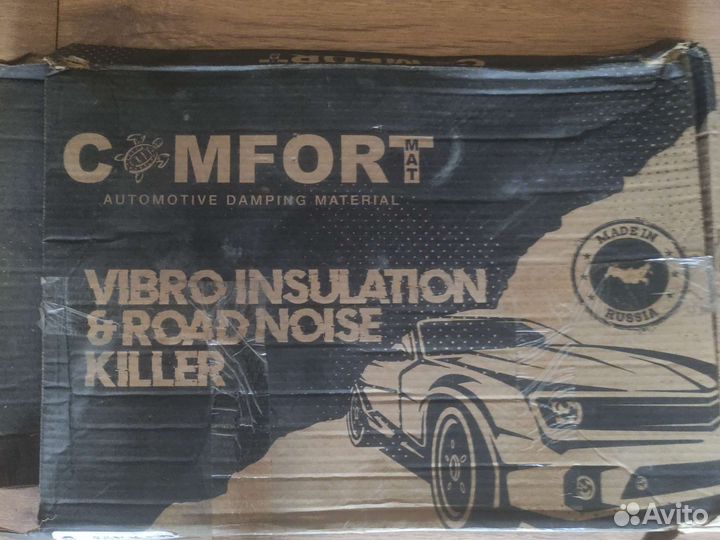 COMFORT
MAT
AUTOMOTIVE DAMPING MATERIAL
VIBRO INSULATION
& ROAD NOISE
KILLER
MADE IN
RUSSIA
Avito